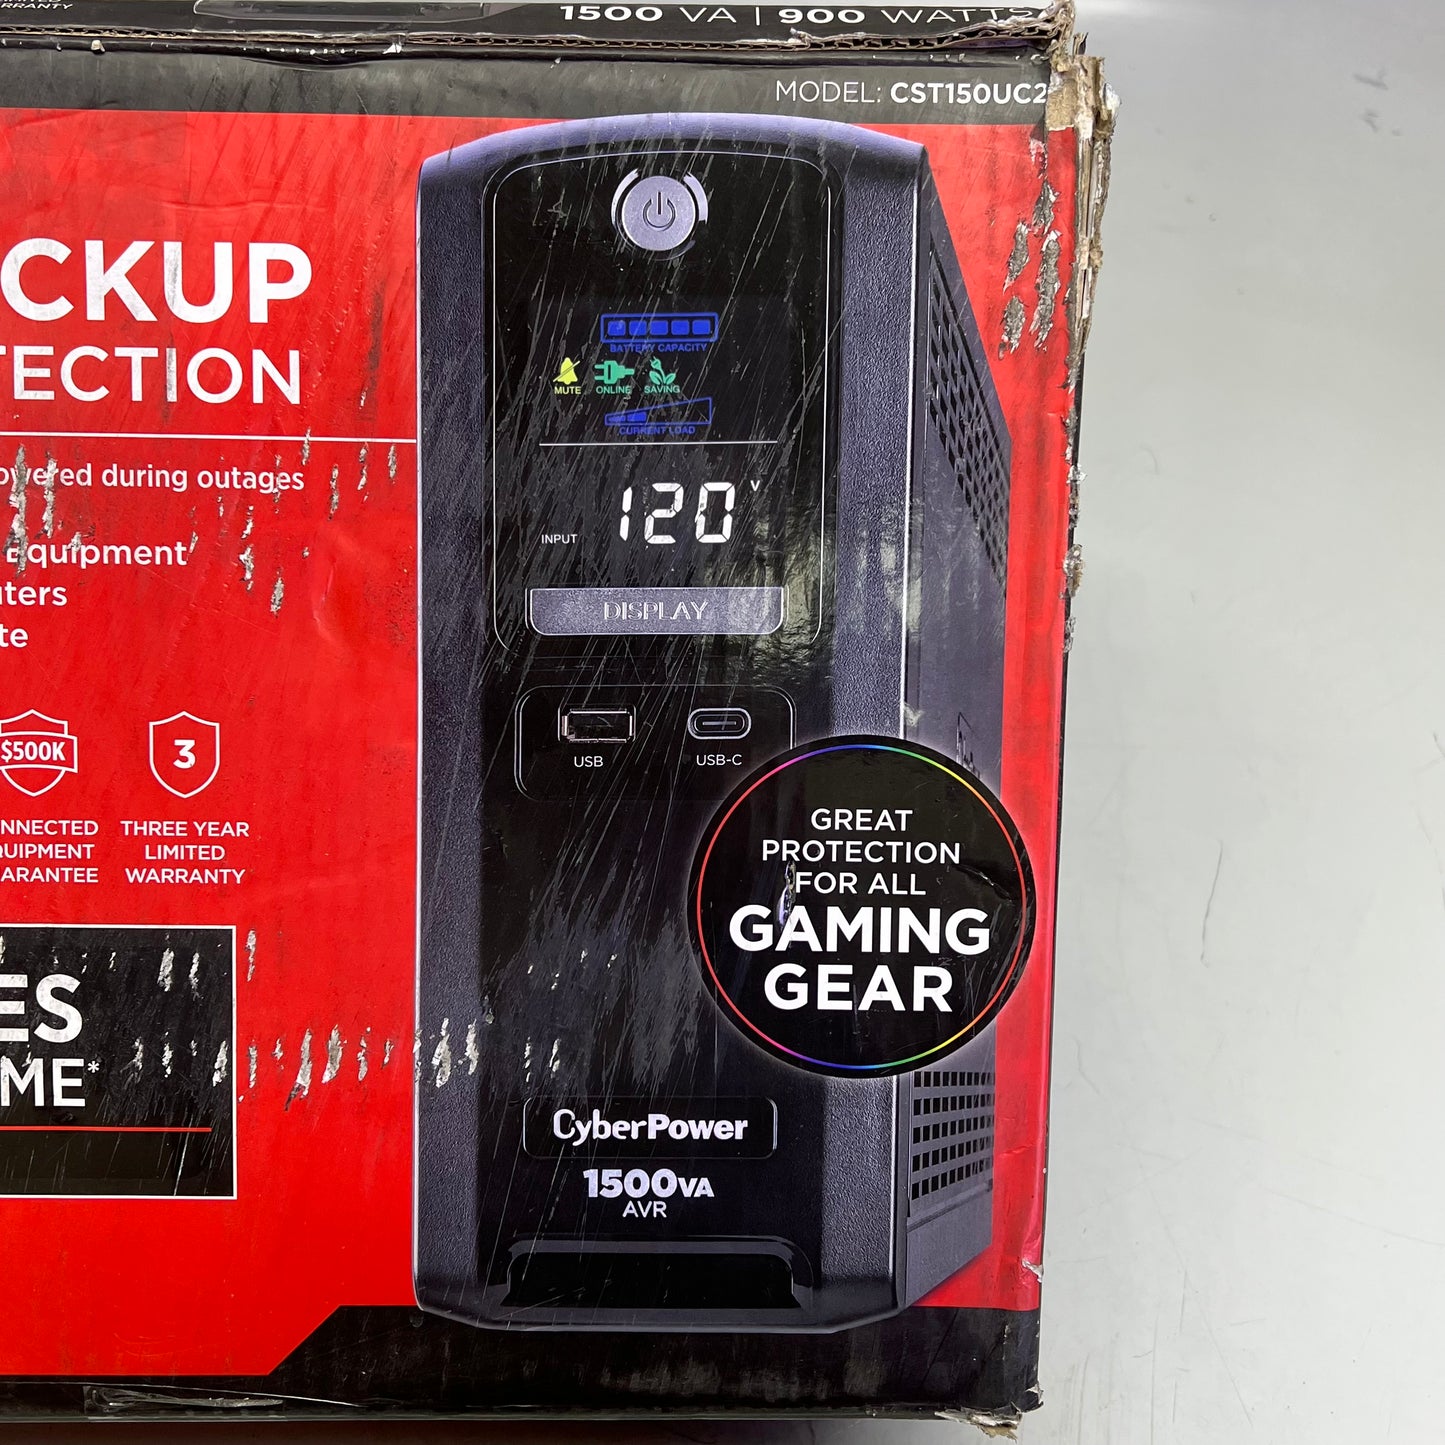 1500 VA | 900 WATTS
MODEL: CST150UC2
CKUP
TECTION
owered during outages
Equipment
uters
te
$500K
3
NNECTED
QUIPMENT
ARANTEE
THREE YEAR
LIMITED
WARRANTY
ES
ME*
BATTERY CAPACITY
MUTE
ONLINE
SAVING
CURRENT LOAD
INPUT
120 V
DISPLAY
USB
USB-C
GREAT
PROTECTION
FOR ALL
GAMING
GEAR
CyberPower
1500VA
AVR